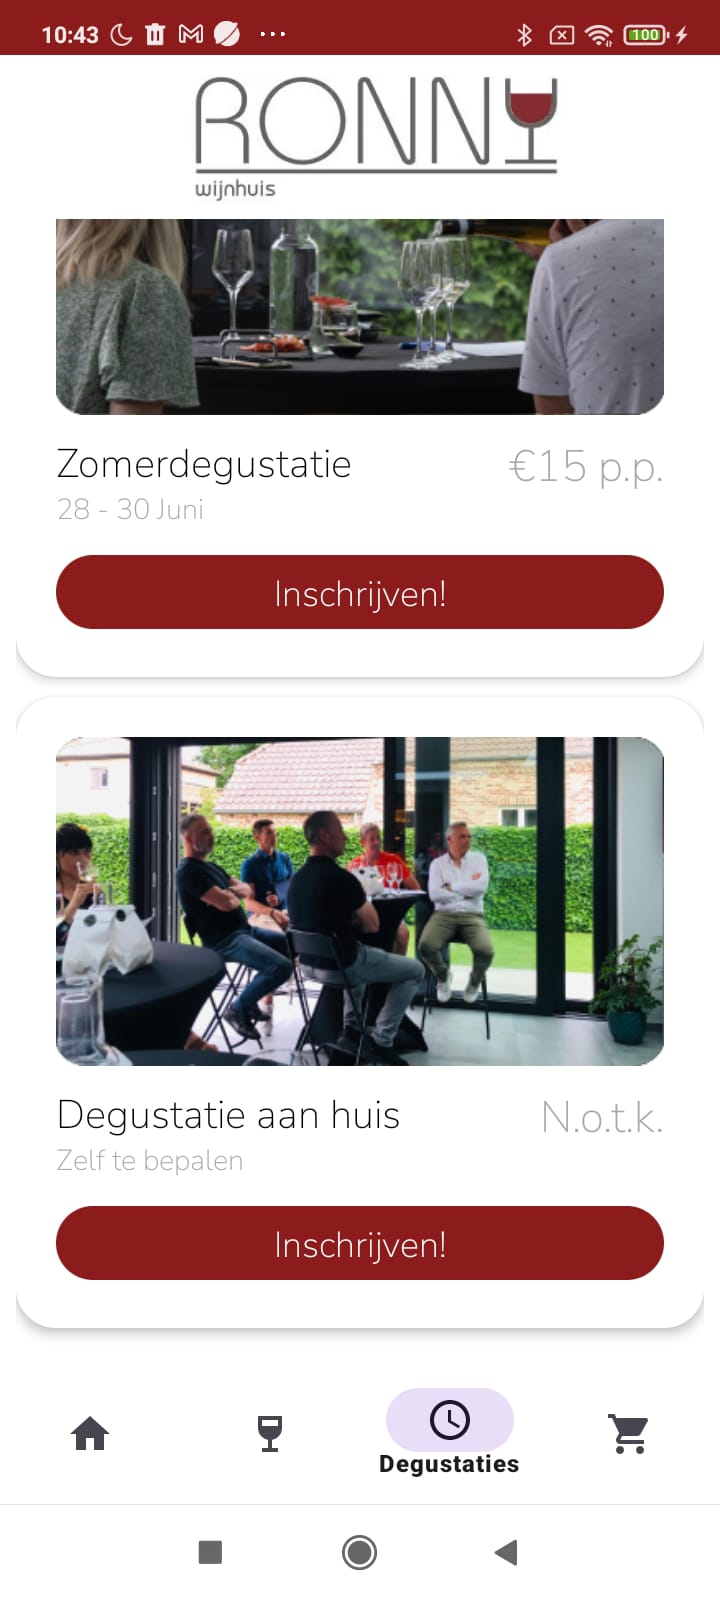 10:43
100
RONNY
wijnhuis
Zomerdegustatie
€15 p.p.
28 - 30 Juni
Inschrijven!
Degustatie aan huis
N.o.t.k.
Zelf te bepalen
Inschrijven!
Degustaties